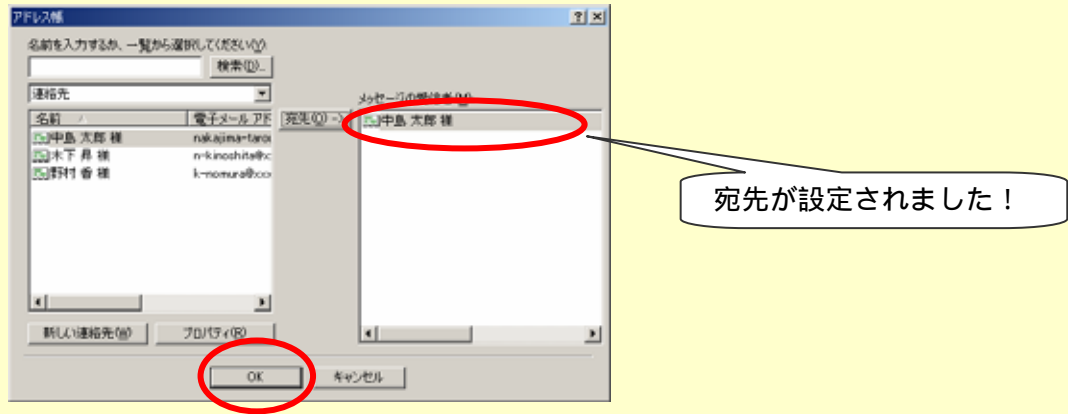 アドレス帳
名前を入力するか、一覧から選択してください(Y):
検索(D)...
連絡先
メッセージの受信者(M)
名前
電子メール アド
宛先(O) ->
中島 太郎 様
中島 太郎 様
nakajima-tarou
木下 昇 様
n-kinoshita@c
野村 香 様
k-nomura@xxx
宛先が設定されました！
新しい連絡先(W)
プロパティ(R)
OK
キャンセル